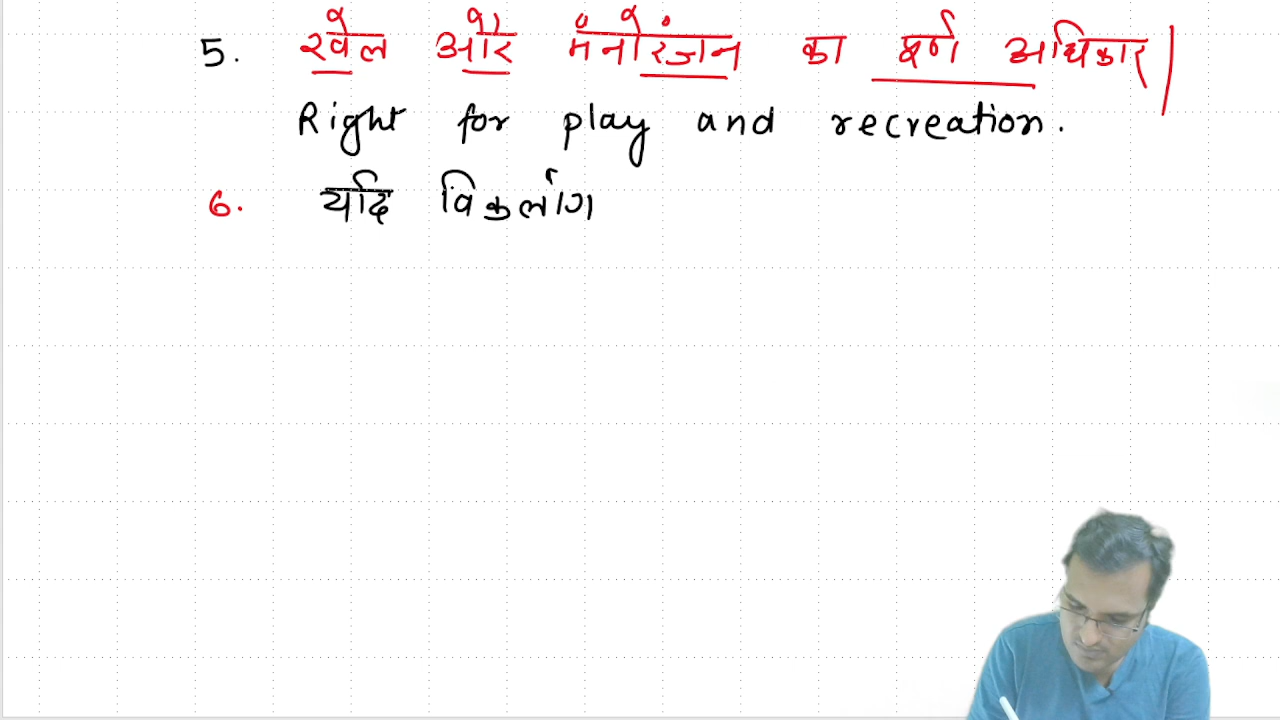 5. खेल और मनोरंजन का पूर्ण अधिकार|
Right for play and recreation.
6. यदि विकलांग